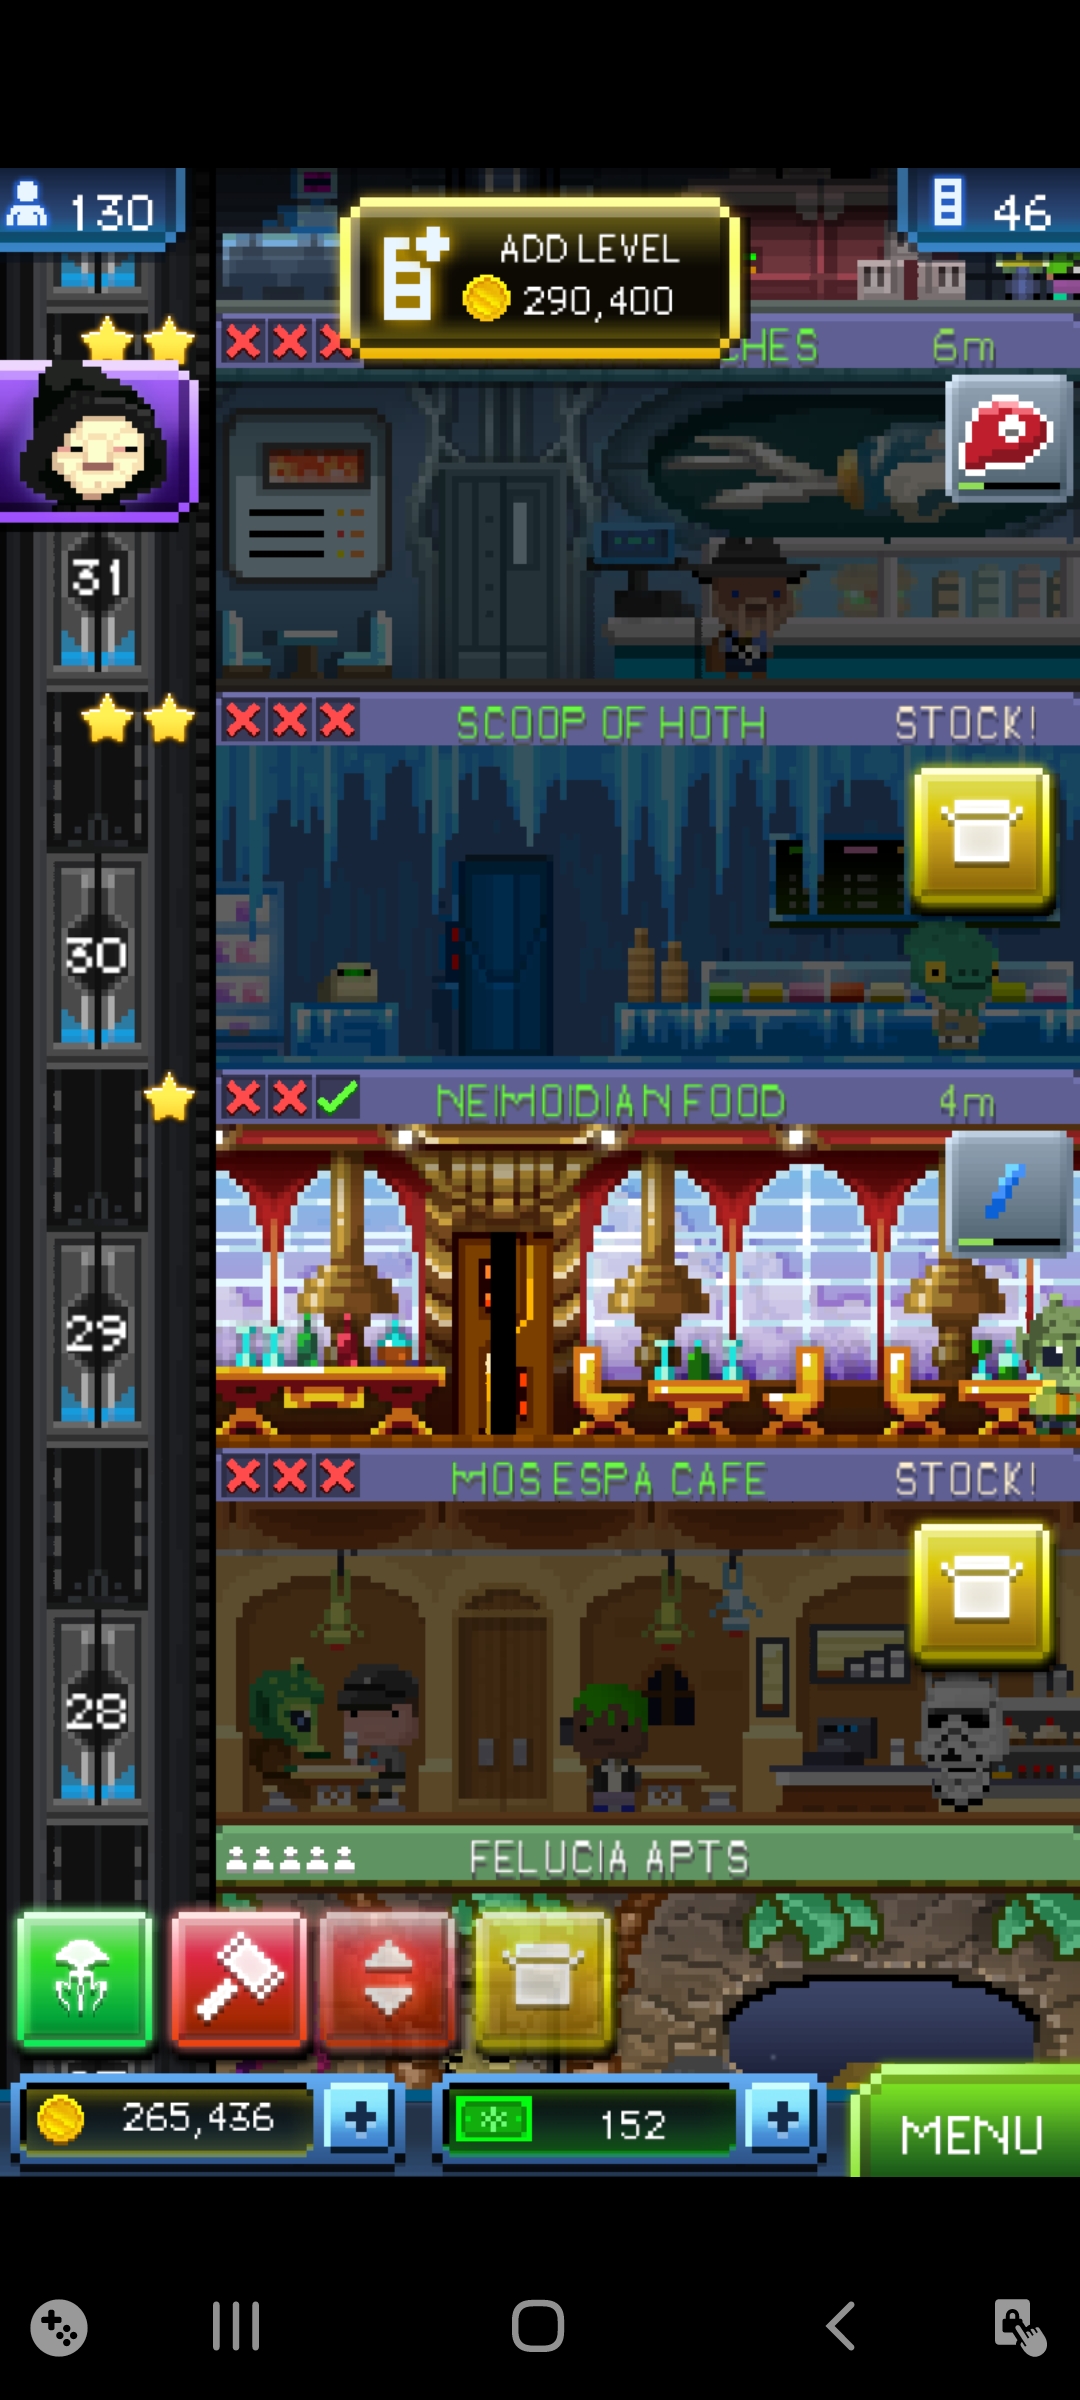 130
ADD LEVEL
290,400
46
CHES 6m
31
SCOOP OF HOTH STOCK!
30
NEIMOIDIAN FOOD 4m
29
MOS ESPA CAFE STOCK!
28
FELUCIA APTS
265,436
152
MENU